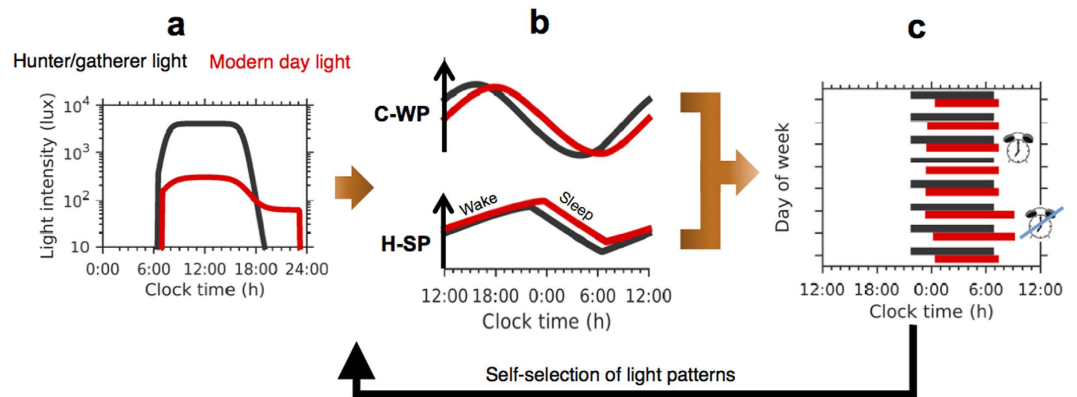 a
b
c
Hunter/gatherer light Modern day light
Light intensity (lux)
10⁴
10³
10²
10
0:00 6:00 12:00 18:00 24:00
Clock time (h)
C-WP
H-SP
Wake
Sleep
12:00 18:00 0:00 6:00 12:00
Clock time (h)
Day of week
12:00 18:00 0:00 6:00 12:00
Clock time (h)
Self-selection of light patterns